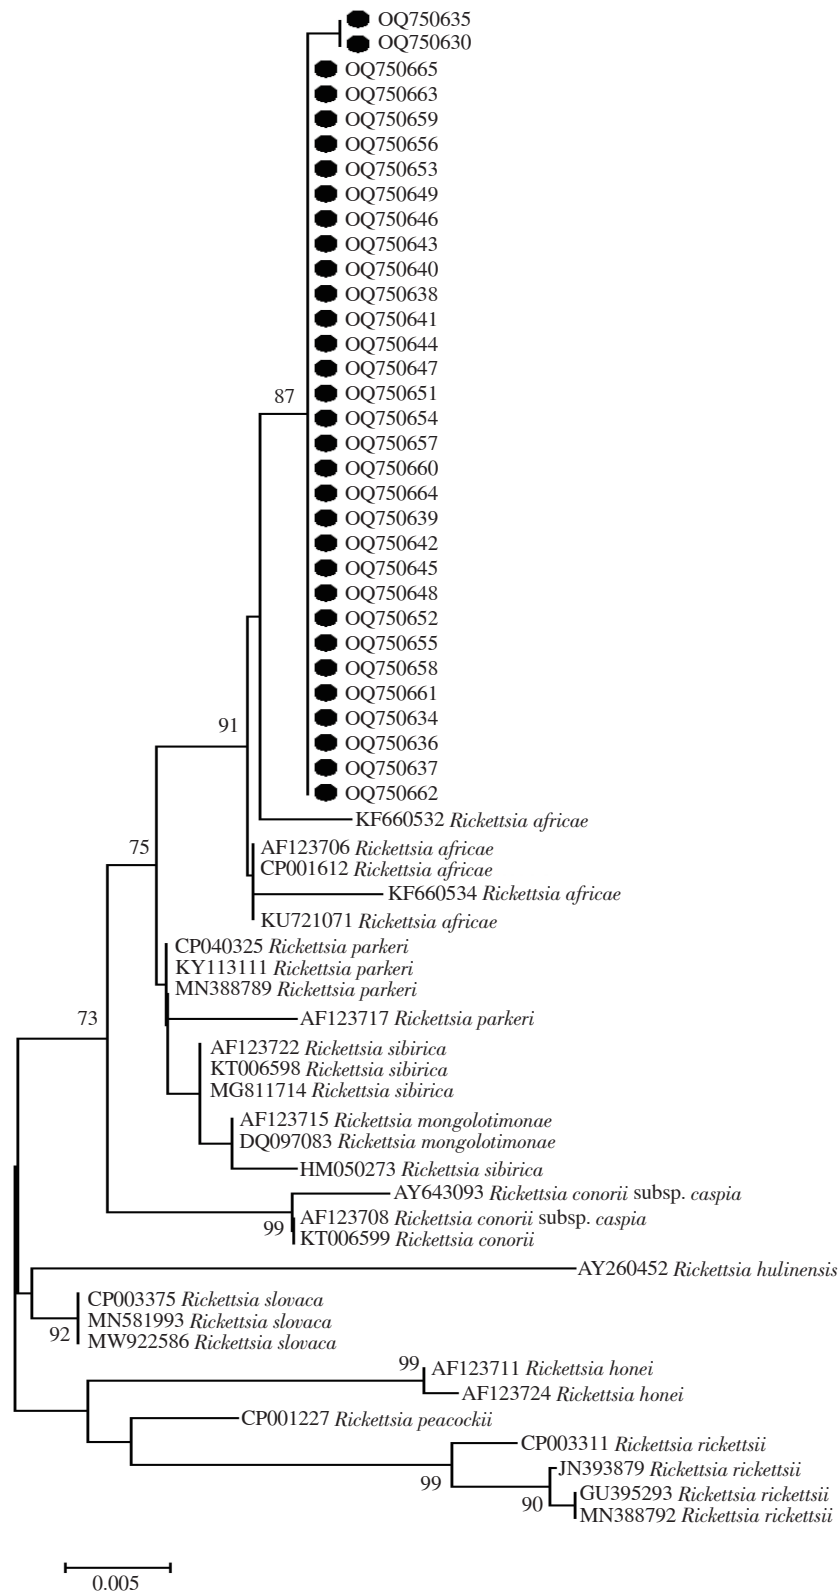 OQ750635
OQ750630
OQ750665
OQ750663
OQ750659
OQ750656
OQ750653
OQ750649
OQ750646
OQ750643
OQ750640
OQ750638
OQ750641
OQ750644
OQ750647
OQ750651
87
OQ750654
OQ750657
OQ750660
OQ750664
OQ750639
OQ750642
OQ750645
OQ750648
OQ750652
OQ750655
OQ750658
OQ750661
OQ750634
91
OQ750636
OQ750637
OQ750662
KF660532 Rickettsia africae
75
AF123706 Rickettsia africae
CP001612 Rickettsia africae
KF660534 Rickettsia africae
KU721071 Rickettsia africae
CP040325 Rickettsia parkeri
KY113111 Rickettsia parkeri
MN388789 Rickettsia parkeri
73
AF123717 Rickettsia parkeri
AF123722 Rickettsia sibirica
KT006598 Rickettsia sibirica
MG811714 Rickettsia sibirica
AF123715 Rickettsia mongolotimonae
DQ097083 Rickettsia mongolotimonae
HM050273 Rickettsia sibirica
AY643093 Rickettsia conorii subsp. caspia
AF123708 Rickettsia conorii subsp. caspia
99
KT006599 Rickettsia conorii
AY260452 Rickettsia hulinensis
CP003375 Rickettsia slovaca
MN581993 Rickettsia slovaca
92
MW922586 Rickettsia slovaca
99
AF123711 Rickettsia honei
AF123724 Rickettsia honei
CP001227 Rickettsia peacockii
CP003311 Rickettsia rickettsii
JN393879 Rickettsia rickettsii
99
GU395293 Rickettsia rickettsii
90
MN388792 Rickettsia rickettsii
0.005